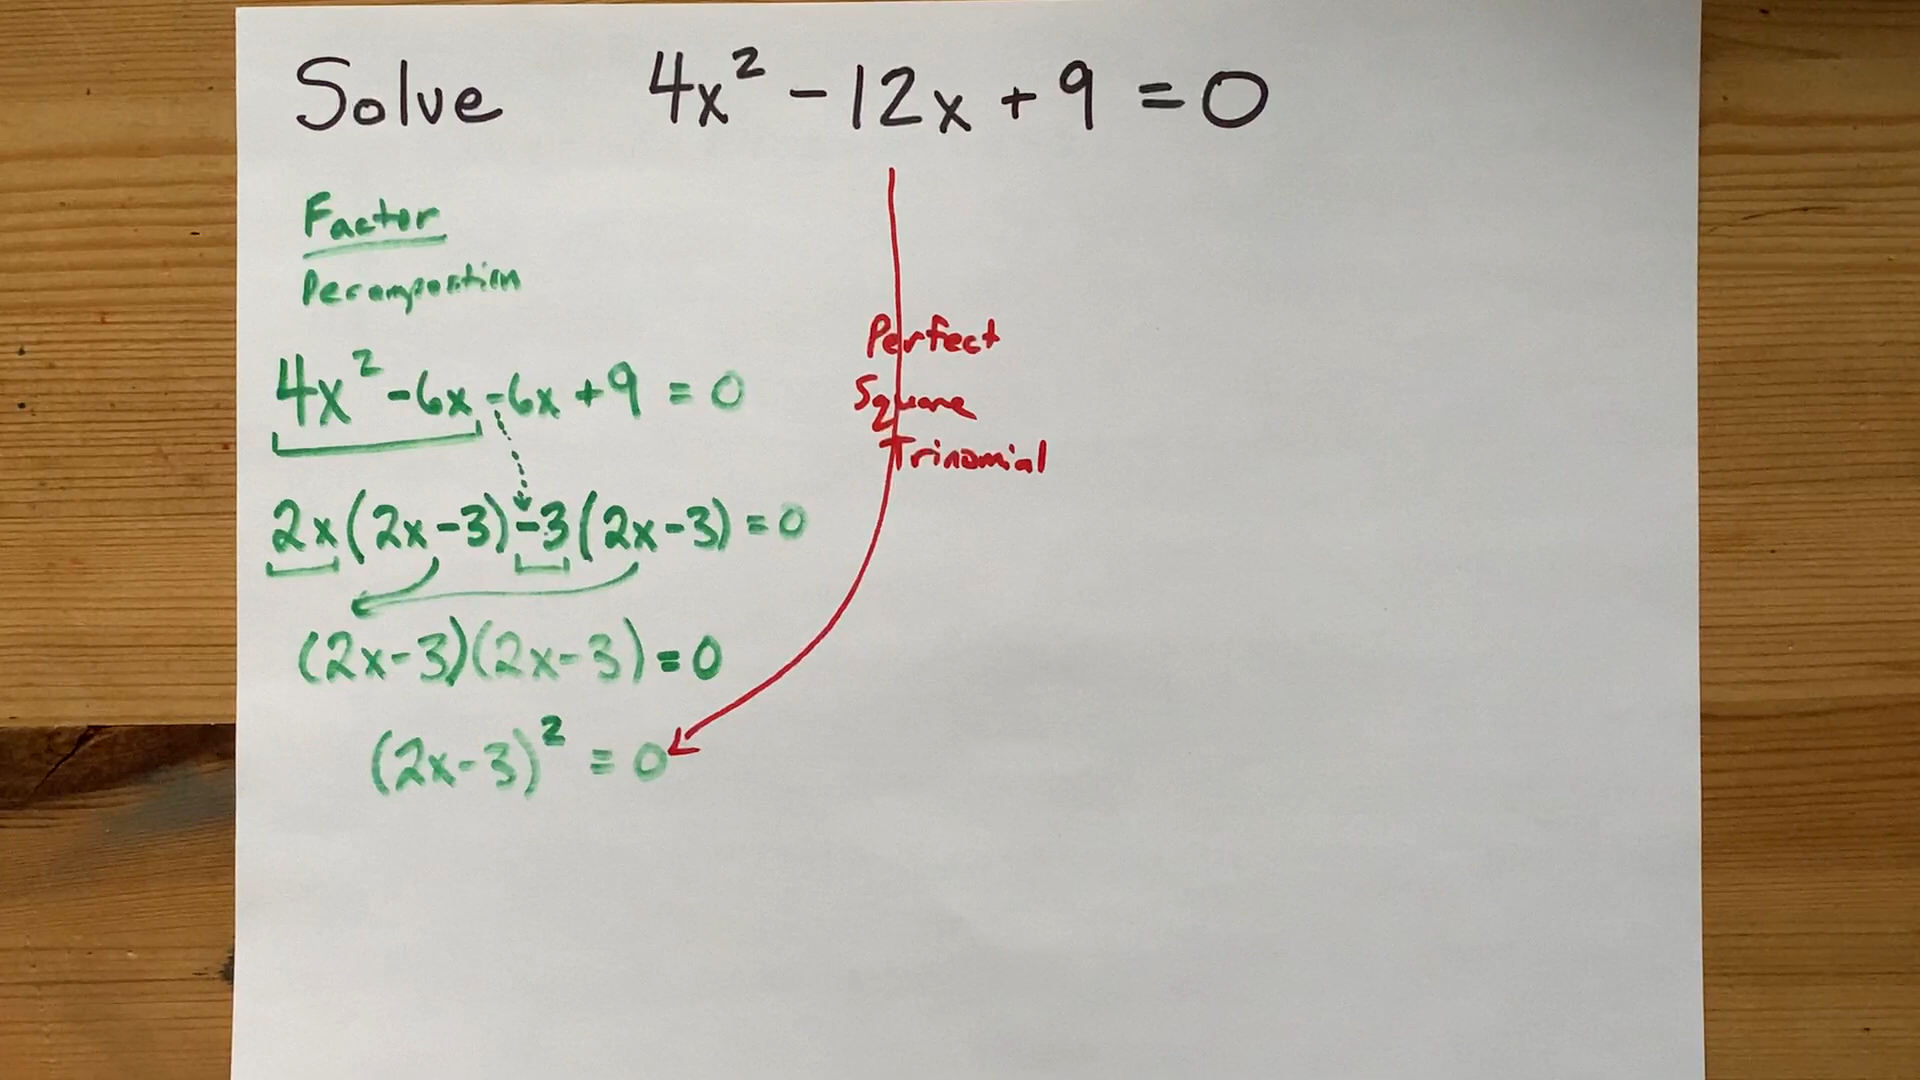 Solve 4x² - 12x + 9 = 0
Factor
Decomposition
4x² - 6x - 6x + 9 = 0
2x(2x - 3) - 3(2x - 3) = 0
(2x - 3)(2x - 3) = 0
(2x - 3)² = 0
Perfect
Square
Trinomial